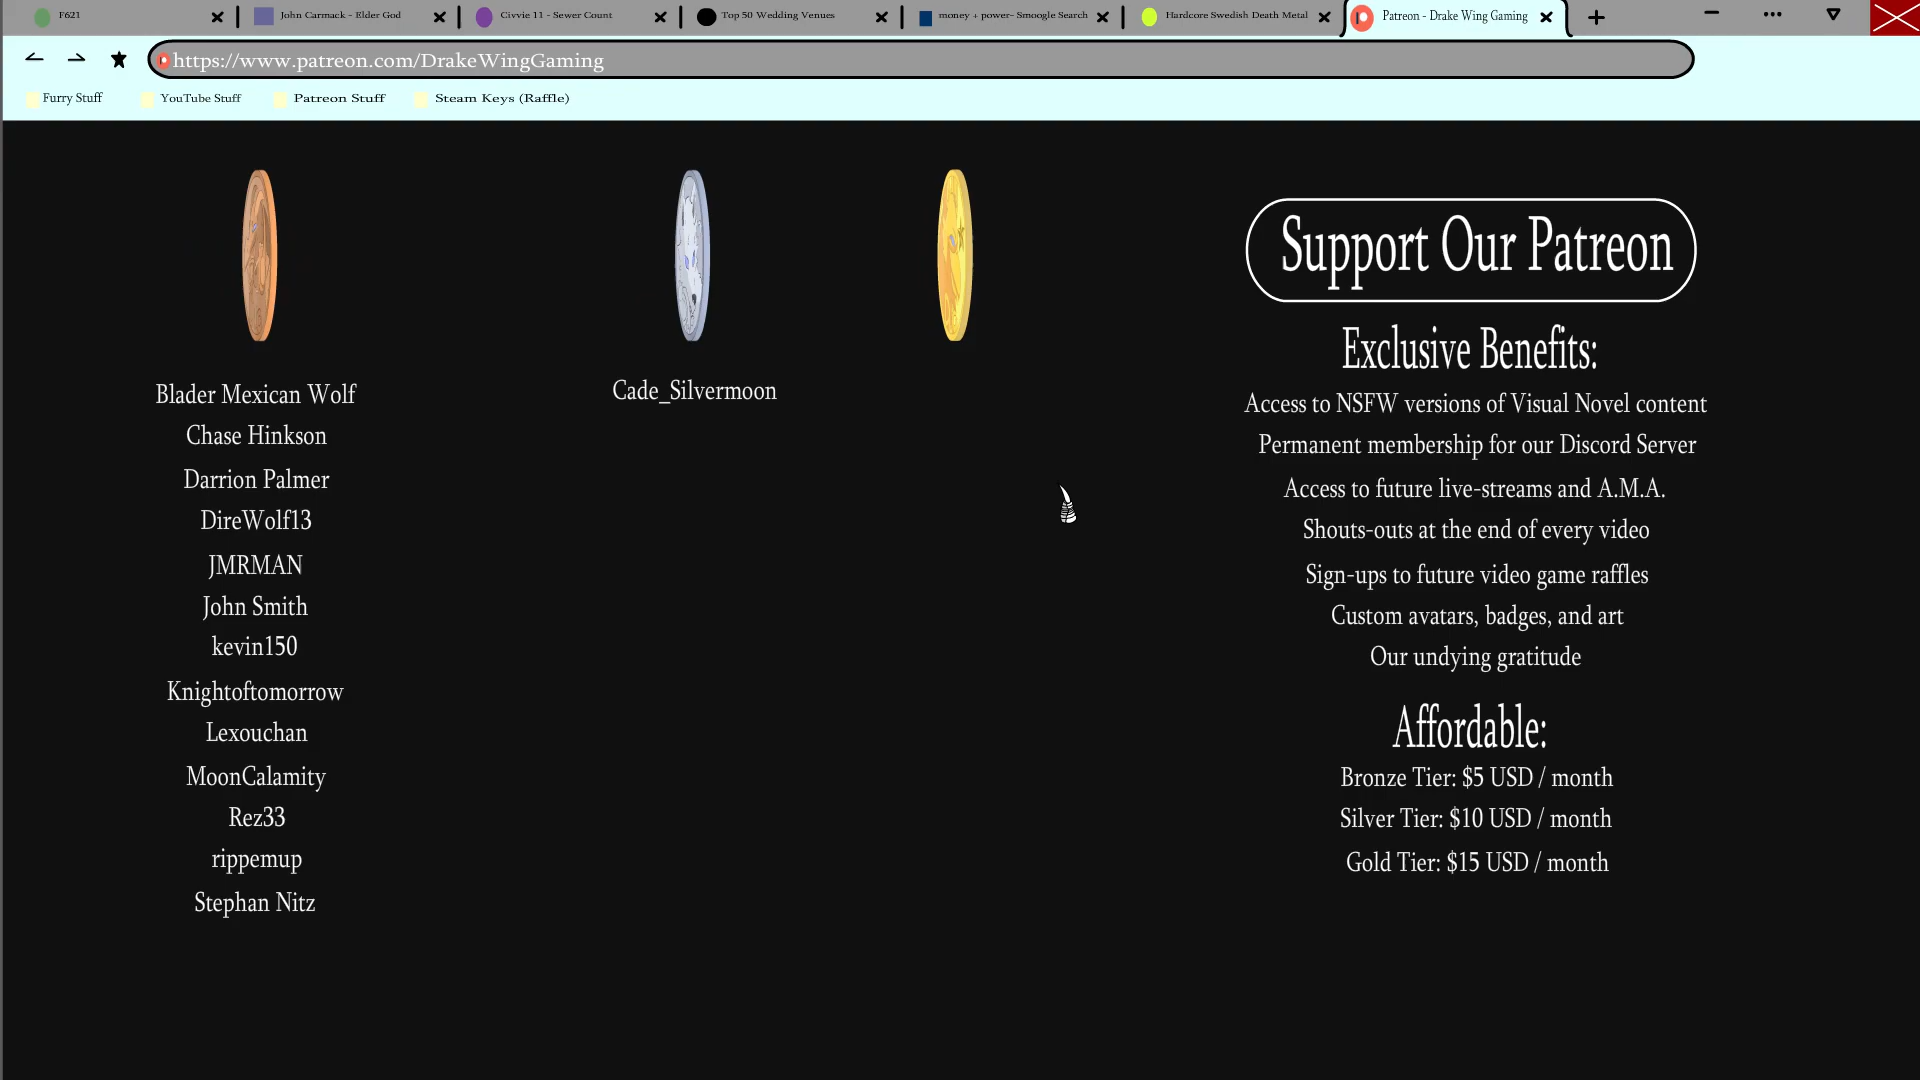 F621
John Carmack - Elder God
Civvie 11 - Sewer Count
Top 50 Wedding Venues
money + power- Smoogle Search
Hardcore Swedish Death Metal
Patreon - Drake Wing Gaming
https://www.patreon.com/DrakeWingGaming
Furry Stuff
YouTube Stuff
Patreon Stuff
Steam Keys (Raffle)
Blader Mexican Wolf
Chase Hinkson
Darrion Palmer
DireWolf13
JMRMAN
John Smith
kevin150
Knightoftomorrow
Lexouchan
MoonCalamity
Rez33
rippemup
Stephan Nitz
Cade_Silvermoon
Support Our Patreon
Exclusive Benefits:
Access to NSFW versions of Visual Novel content
Permanent membership for our Discord Server
Access to future live-streams and A.M.A.
Shouts-outs at the end of every video
Sign-ups to future video game raffles
Custom avatars, badges, and art
Our undying gratitude
Affordable:
Bronze Tier: $5 USD / month
Silver Tier: $10 USD / month
Gold Tier: $15 USD / month